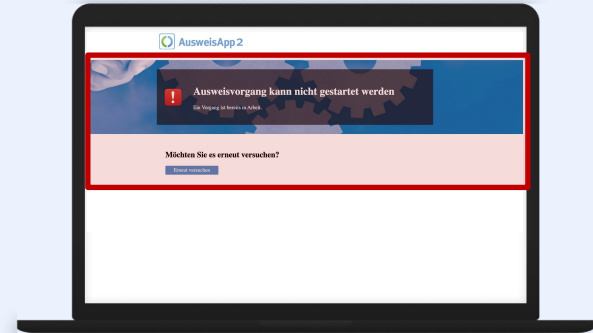 AusweisApp2
Ausweisvorgang kann nicht gestartet werden
Ein Vorgang ist bereits in Arbeit.
Möchten Sie es erneut versuchen?
Erneut versuchen